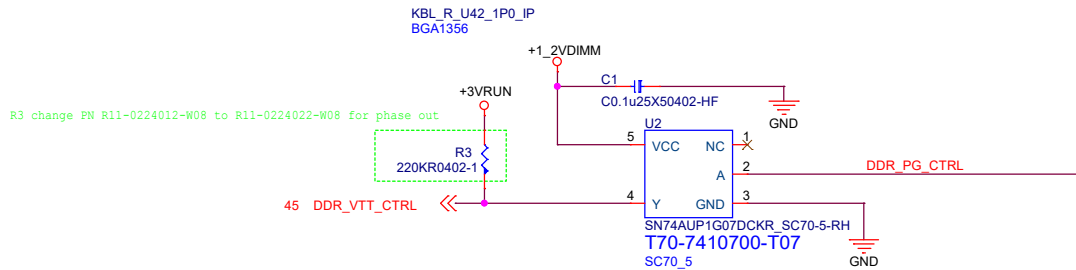 KBL_R_U42_1P0_IP
BGA1356
+1_2VDIMM
C1
+3VRUN
C0.1u25X50402-HF
R3 change PN R11-0224012-W08 to R11-0224022-W08 for phase out
GND
U2
R3
5 VCC NC 1
220KR0402-1
A 2 DDR_PG_CTRL
45 DDR_VTT_CTRL 4 Y GND 3
SN74AUP1G07DCKR_SC70-5-RH
T70-7410700-T07
SC70_5
GND